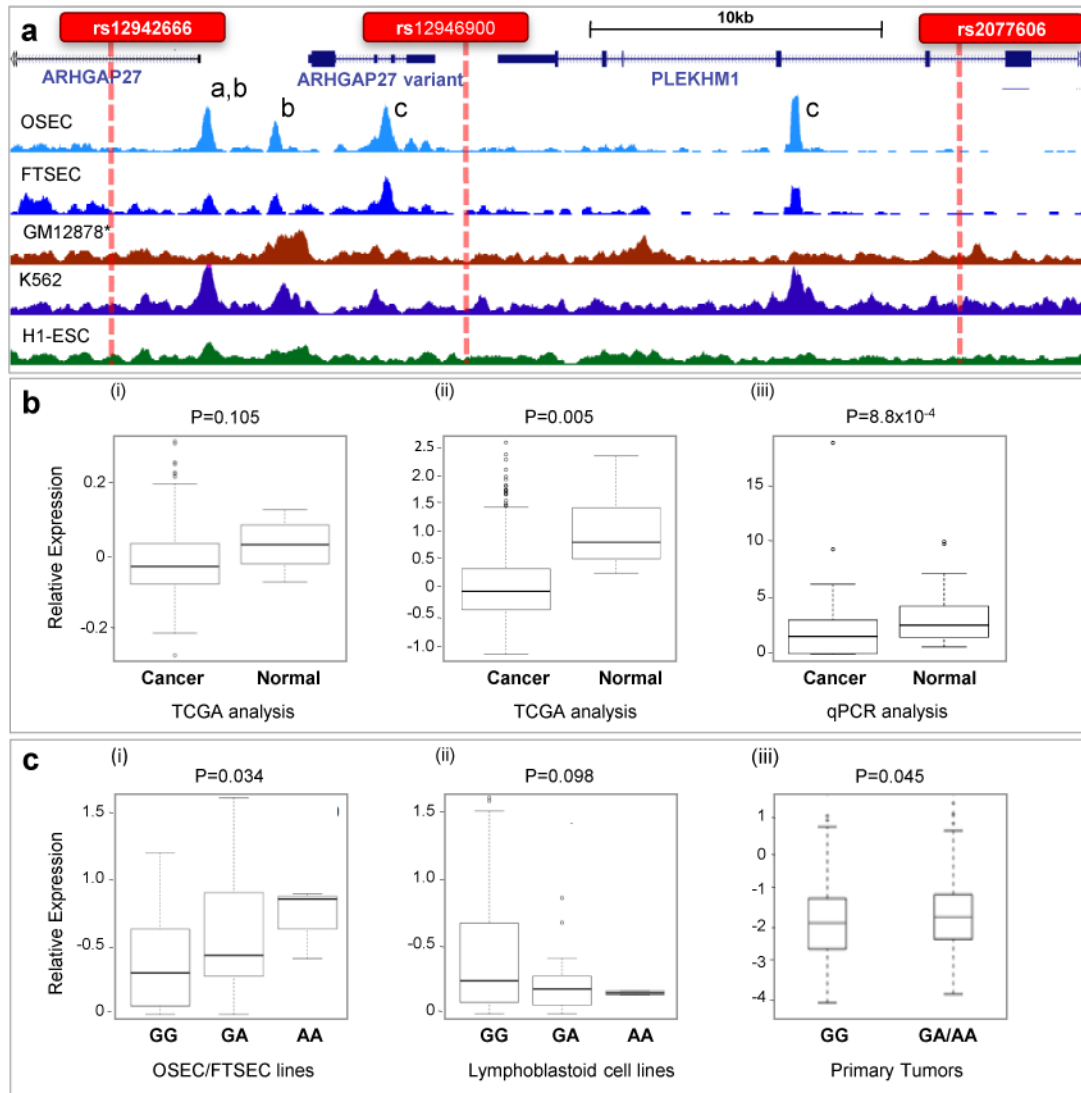 a
rs12942666
rs12946900
10kb
rs2077606
ARHGAP27
ARHGAP27 variant
PLEKHM1
a,b
b
c
c
OSEC
FTSEC
GM12878*
K562
H1-ESC
b
(i)
(ii)
(iii)
P=0.105
P=0.005
P=8.8x10-4
Relative Expression
0.2
0
-0.2
2.5
2.0
1.5
1.0
0
-0.5
-1.0
15
10
5
0
Cancer
Normal
Cancer
Normal
Cancer
Normal
TCGA analysis
TCGA analysis
qPCR analysis
c
(i)
(ii)
(iii)
P=0.034
P=0.098
P=0.045
Relative Expression
1.5
1.0
-0.5
0
1.5
1.0
-0.5
0
1
0
-1
-2
-3
-4
GG
GA
AA
GG
GA
AA
GG
GA/AA
OSEC/FTSEC lines
Lymphoblastoid cell lines
Primary Tumors